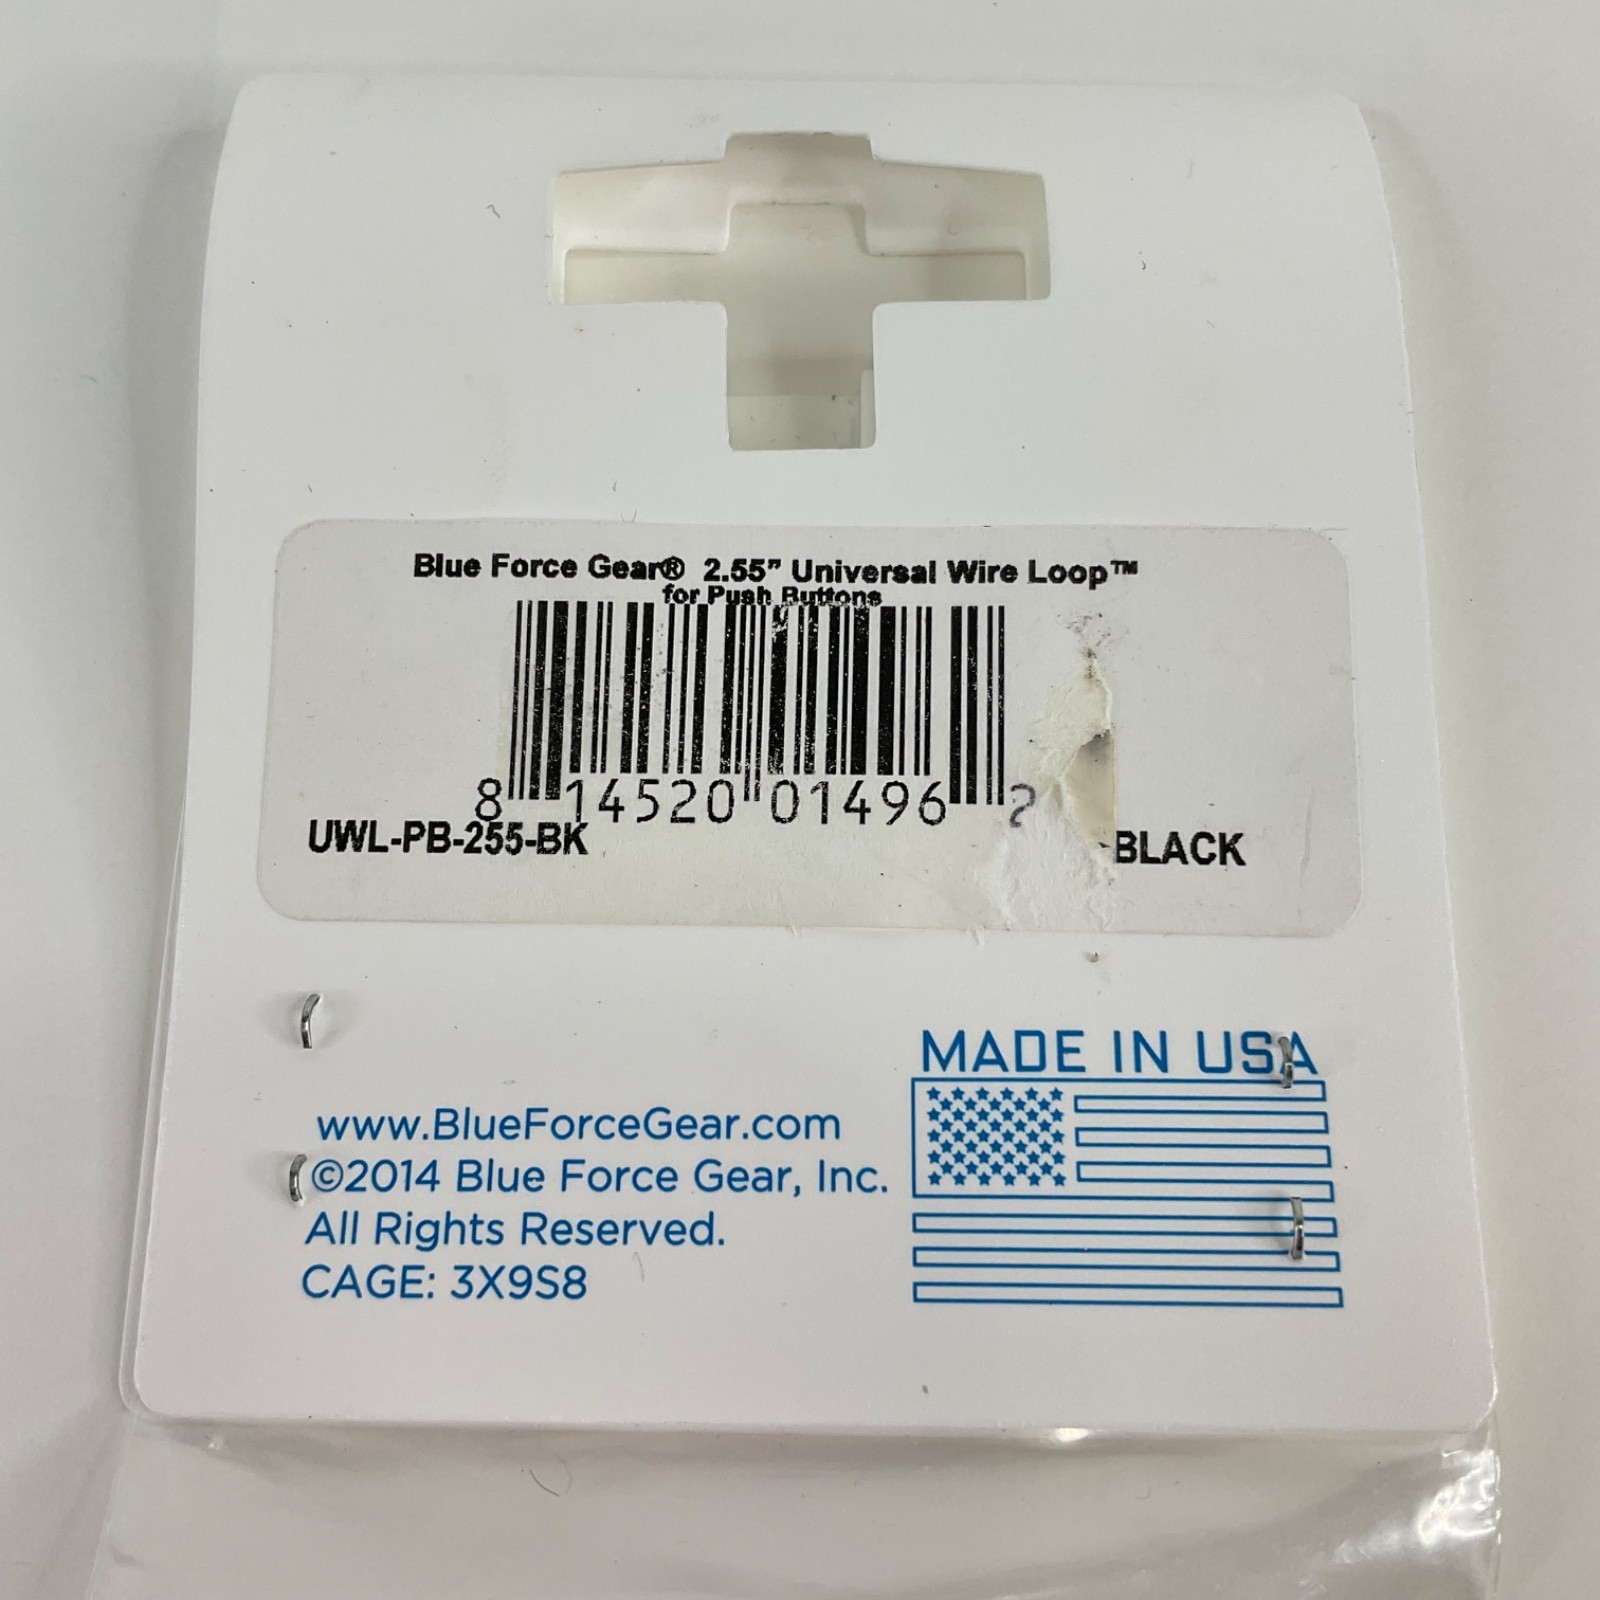 Blue Force Gear® 2.55” Universal Wire Loop™
for Push Buttons
8 14520 01496 2
UWL-PB-255-BK
BLACK
MADE IN USA
www.BlueForceGear.com
©2014 Blue Force Gear, Inc.
All Rights Reserved.
CAGE: 3X9S8